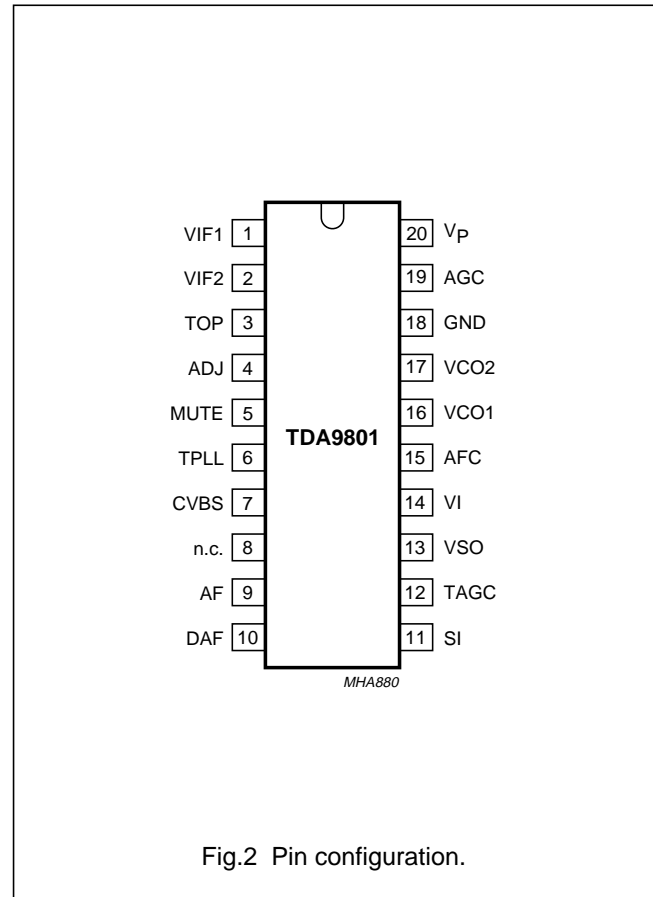 VIF1 1 20 VP
VIF2 2 19 AGC
TOP 3 18 GND
ADJ 4 17 VCO2
MUTE 5 16 VCO1
TDA9801
TPLL 6 15 AFC
CVBS 7 14 VI
n.c. 8 13 VSO
AF 9 12 TAGC
DAF 10 11 SI
MHA880
Fig.2 Pin configuration.